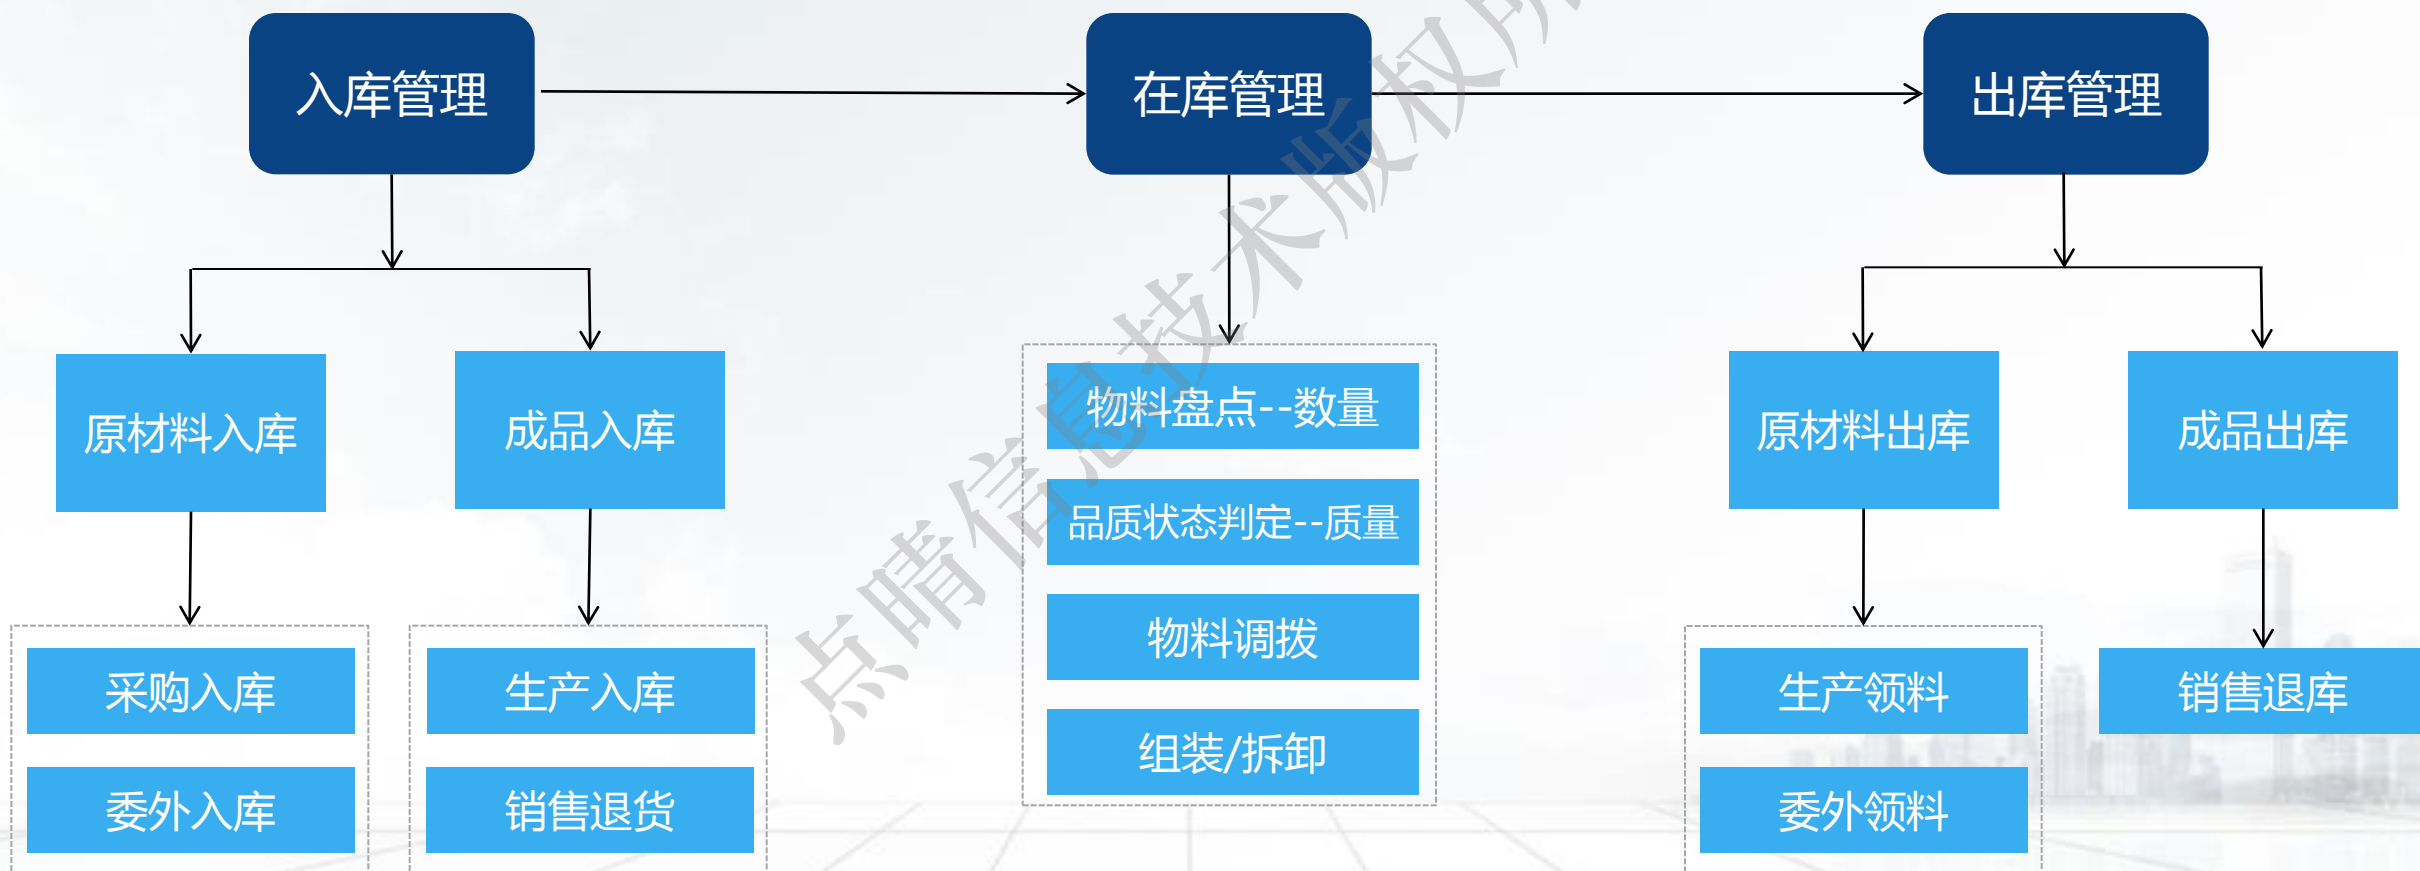 入库管理
在库管理
出库管理
原材料入库
成品入库
物料盘点--数量
品质状态判定--质量
物料调拨
组装/拆卸
原材料出库
成品出库
采购入库
委外入库
生产入库
销售退货
生产领料
委外领料
销售退库
点晴信息技术版权所